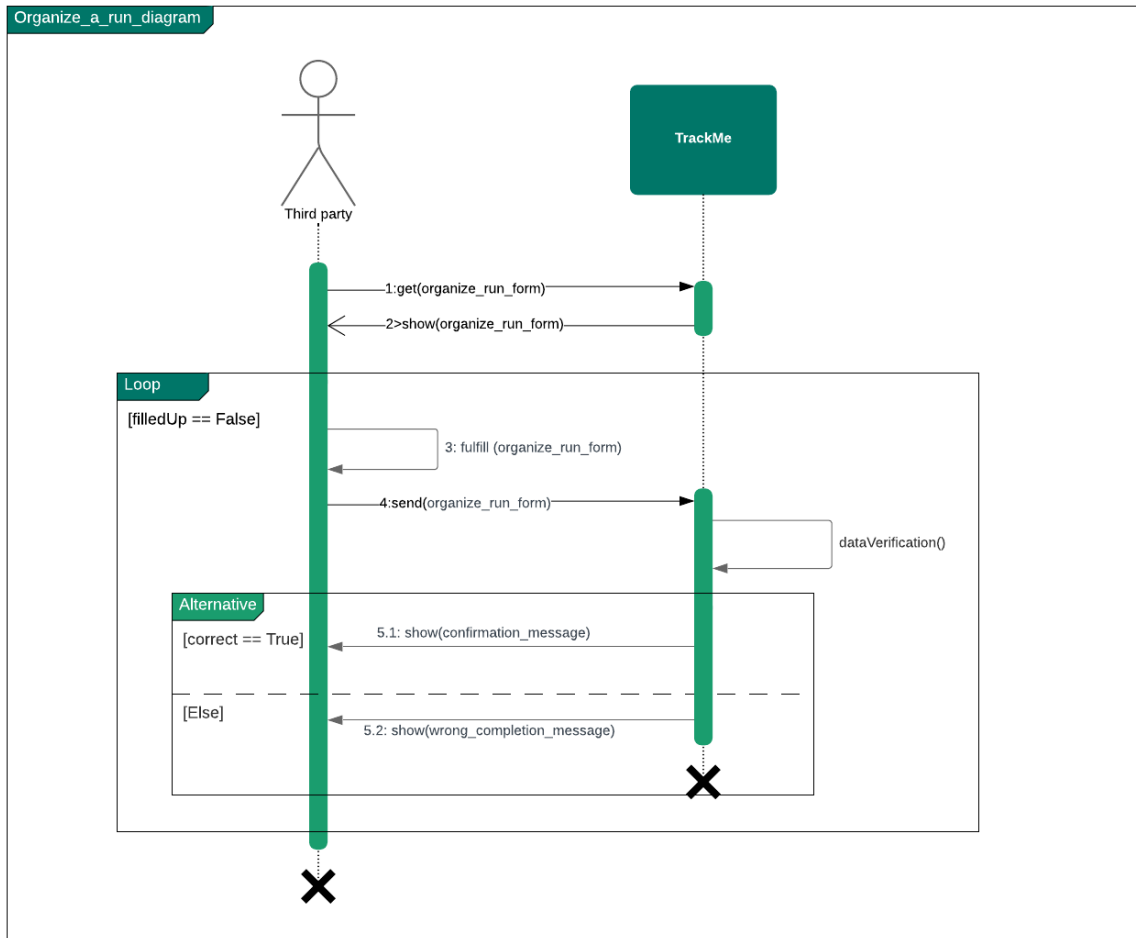 Organize_a_run_diagram
TrackMe
Third party
1:get(organize_run_form)
2>show(organize_run_form)
Loop
[filledUp == False]
3: fulfill (organize_run_form)
4:send(organize_run_form)
dataVerification()
Alternative
[correct == True]
5.1: show(confirmation_message)
[Else]
5.2: show(wrong_completion_message)